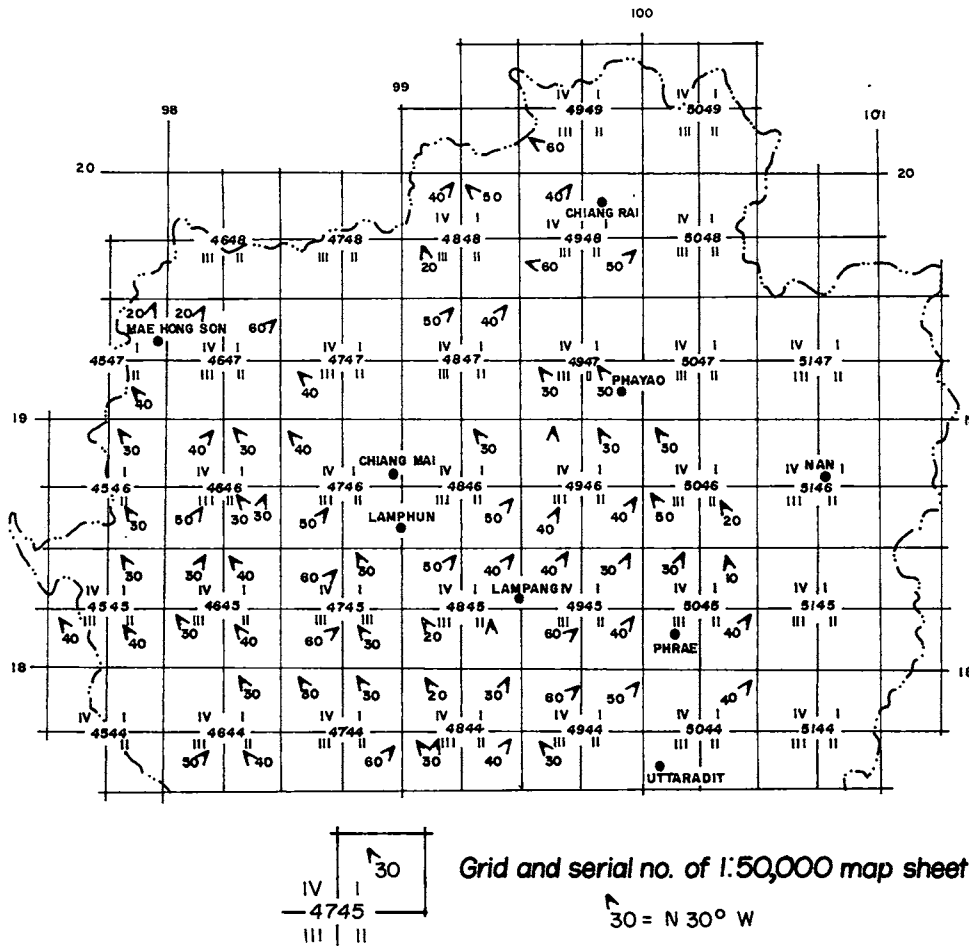 100
99
98
101
IV I
IV I
4949
5049
III II
III II
60
20
20
40
50
40
CHIANG RAI
IV I
IV I
IV I
4648
4748
4848
4948
5048
III II
III II
III II
III II
III II
20
60
50
20
20
60
50
40
MAE HONG SON
I
IV I
IV I
IV I
IV I
IV I
IV I
4547
4647
4747
4847
4947
5047
5147
II
III II
III II
III II
III II
III II
III II
40
40
30
30
PHAYAO
19
30
40
30
40
30
30
30
CHIANG MAI
NAN
IV I
IV I
IV I
IV I
IV I
IV I
IV I
4546
4646
4746
4846
4946
5046
5146
II
III II
III II
III II
III II
III II
III II
30
50
30
30
50
50
40
40
50
20
LAMPHUN
30
30
40
60
30
50
40
40
30
30
10
LAMPANG
IV I
IV I
IV I
IV I
IV I
IV I
IV I
4545
4645
4745
4845
4945
5045
5145
III II
III II
III II
III II
III II
III II
III II
40
40
30
40
60
30
20
60
40
40
PHRAE
18
18
30
30
30
20
30
60
50
40
IV I
IV I
IV I
IV I
IV I
IV I
IV I
4544
4644
4744
4844
4944
5044
5144
II
III II
III II
III II
III II
III II
III II
50
40
60
30
40
30
UTTARADIT
30
IV I
4745
III II
Grid and serial no. of 1:50,000 map sheet
30 = N 30° W